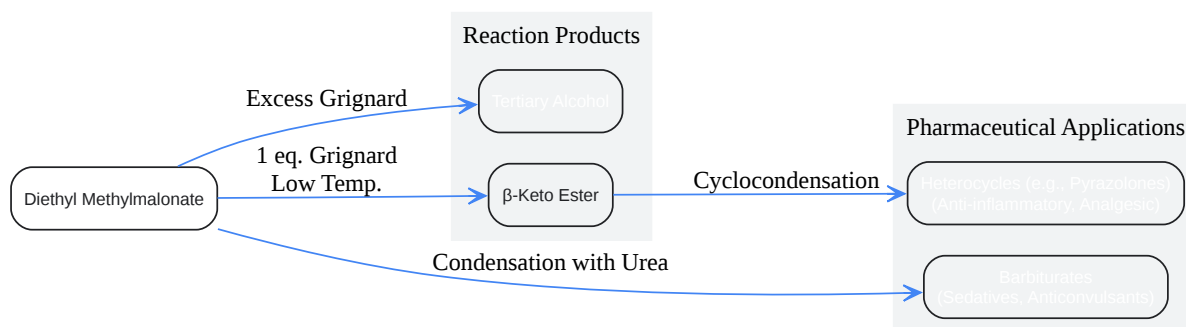 Reaction Products
Tertiary Alcohol
Excess Grignard
1 eq. Grignard
Low Temp.
Diethyl Methylmalonate
β-Keto Ester
Cyclocondensation
Condensation with Urea
Pharmaceutical Applications
Heterocycles (e.g., Pyrazolones)
(Anti-inflammatory, Analgesic)
Barbiturates
(Sedatives, Anticonvulsants)